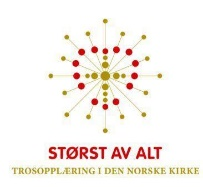 STØRST AV ALT
TROSOPPLÆRING I DEN NORSKE KIRKE